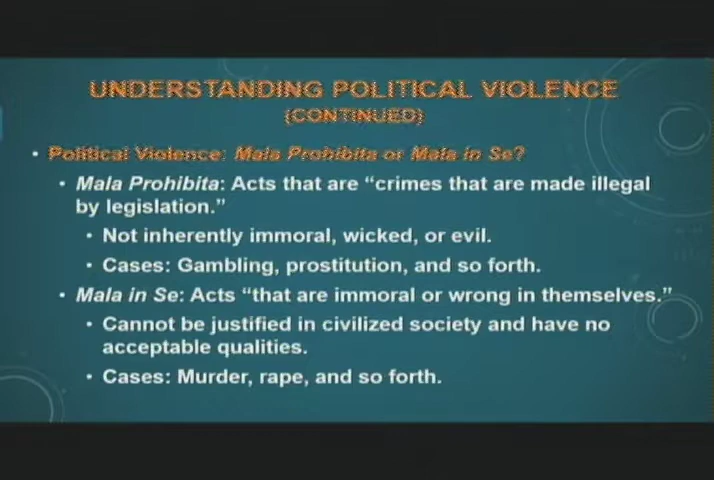 UNDERSTANDING POLITICAL VIOLENCE
(CONTINUED)
• Political Violence: Mala Prohibita or Mala in Se?
• Mala Prohibita: Acts that are “crimes that are made illegal
by legislation.”
• Not inherently immoral, wicked, or evil.
• Cases: Gambling, prostitution, and so forth.
• Mala in Se: Acts “that are immoral or wrong in themselves.”
• Cannot be justified in civilized society and have no
acceptable qualities.
• Cases: Murder, rape, and so forth.